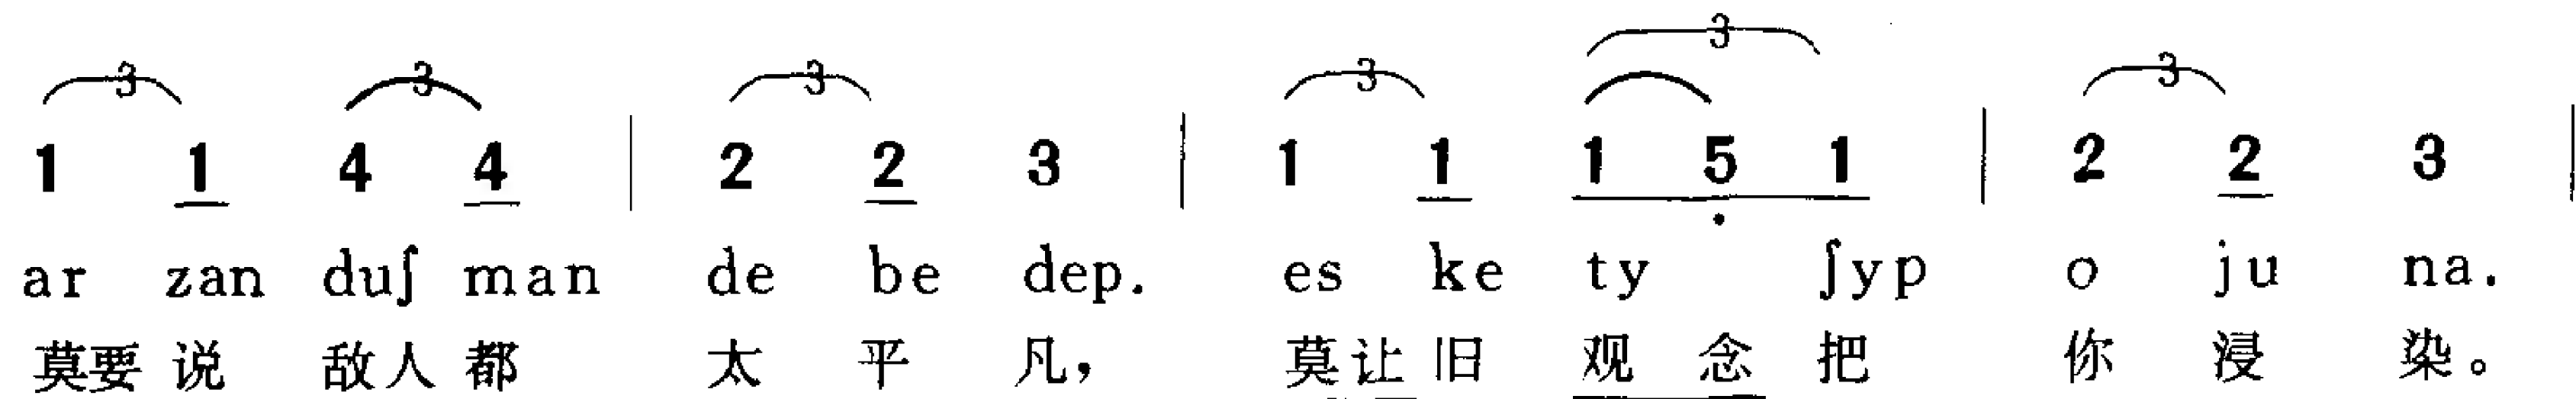 3 3 3 3 3 3
1 1 4 4 | 2 2 3 | 1 1 1 5 1 | 2 2 3 |
ar zan duʃ man de be dep. es ke ty ʃyp o ju na.
莫要说 敌人都 太 平 凡， 莫让旧 观 念 把 你 浸 染。